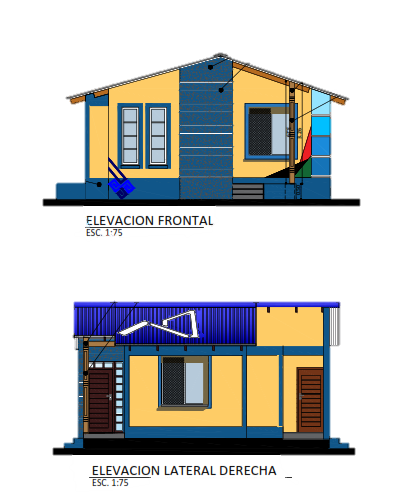 ELEVACION FRONTAL
ESC. 1:75
ELEVACION LATERAL DERECHA
ESC. 1:75